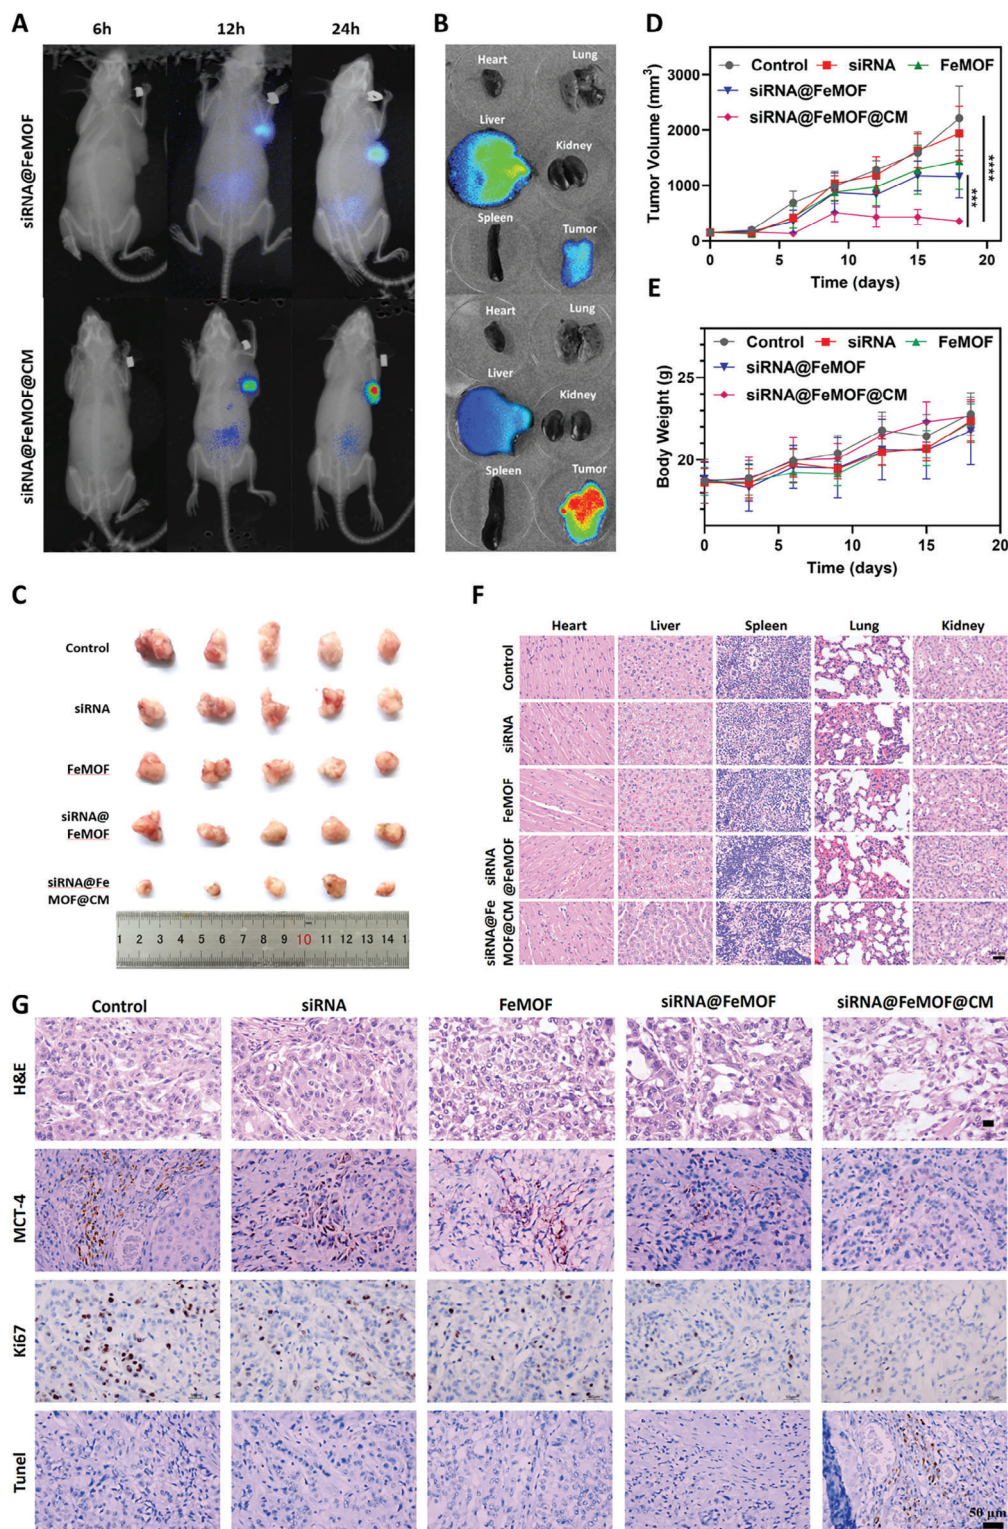 A
6h
12h
24h
siRNA@FeMOF
siRNA@FeMOF@CM
B
Heart
Lung
Liver
Kidney
Spleen
Tumor
Heart
Lung
Liver
Kidney
Spleen
Tumor
D
Control
siRNA
FeMOF
siRNA@FeMOF
siRNA@FeMOF@CM
Tumor Volume (mm³)
3000
2000
1000
0
0
5
10
15
20
Time (days)
***
****
E
Control
siRNA
FeMOF
siRNA@FeMOF
siRNA@FeMOF@CM
Body Weight (g)
25
20
0
5
10
15
20
Time (days)
C
Control
siRNA
FeMOF
siRNA@
FeMOF
siRNA@Fe
MOF@CM
1 2 3 4 5 6 7 8 9 10 11 12 13 14
F
Heart
Liver
Spleen
Lung
Kidney
Control
siRNA
FeMOF
siRNA
@FeMOF
siRNA@Fe
MOF@CM
G
Control
siRNA
FeMOF
siRNA@FeMOF
siRNA@FeMOF@CM
H&E
MCT-4
Ki67
Tunel
50 μm